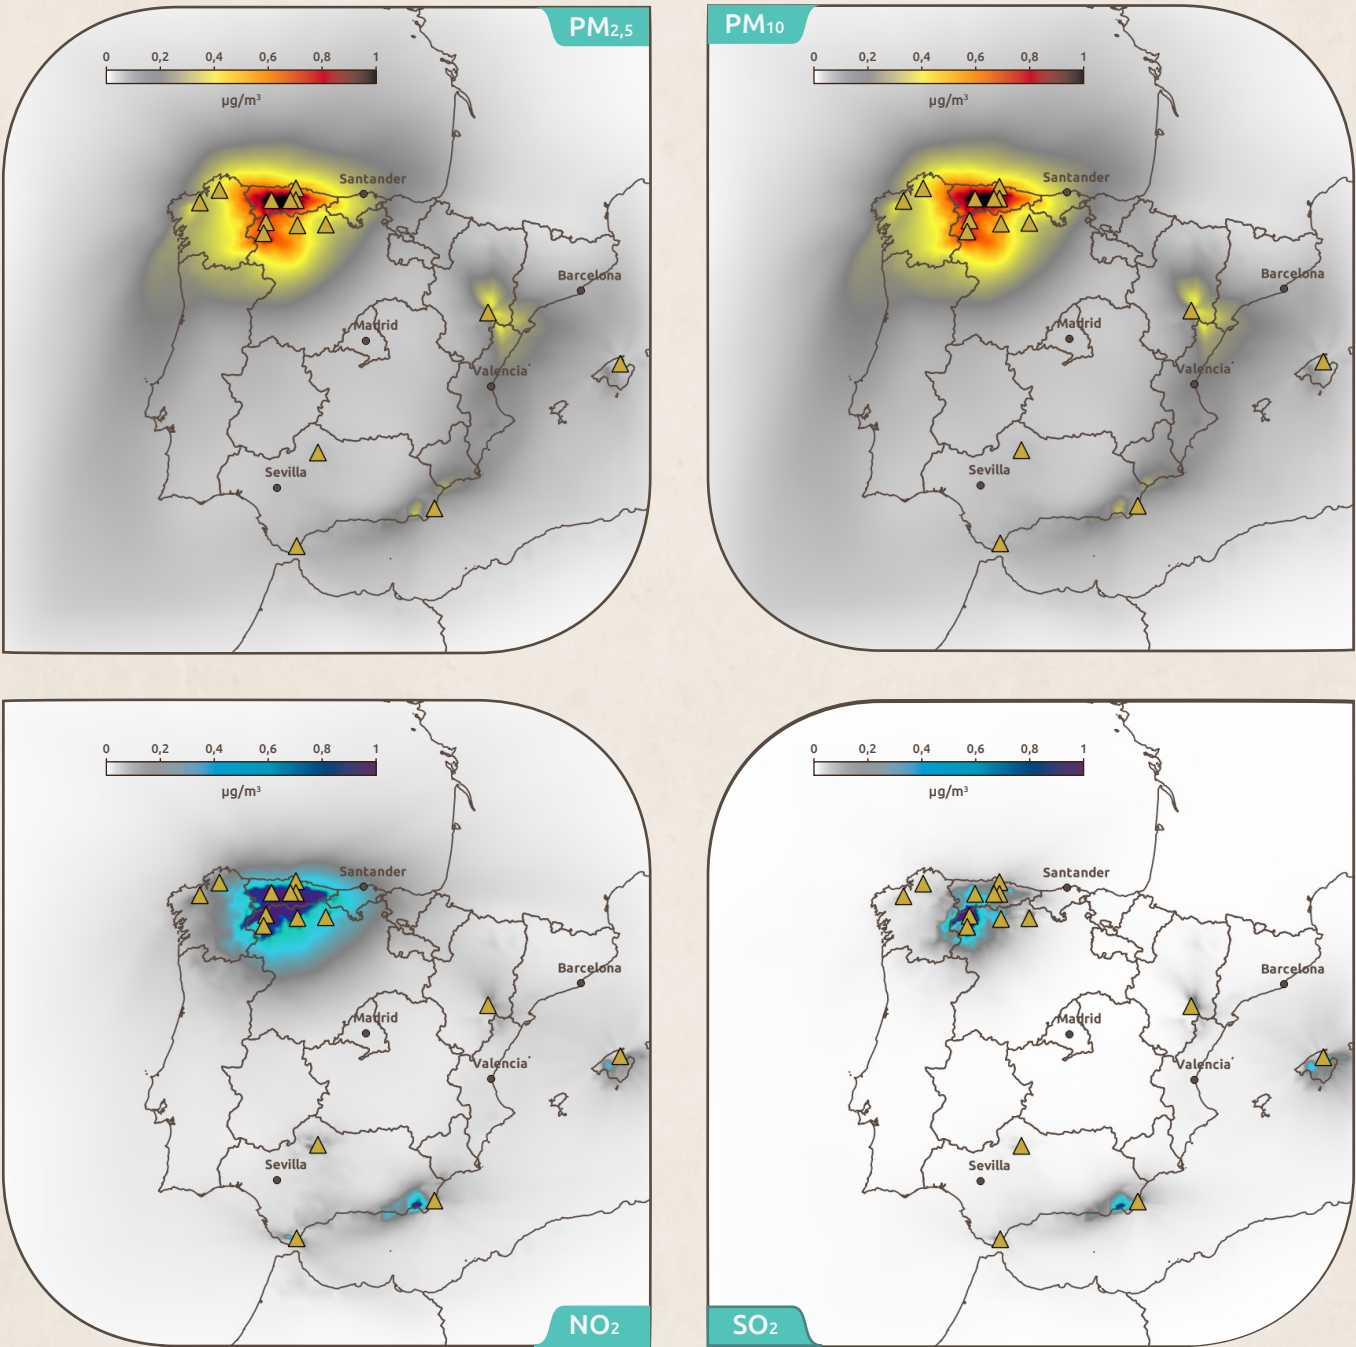 PM2,5
0 0,2 0,4 0,6 0,8 1
µg/m³
Santander
Barcelona
Madrid
Valencia
Sevilla
PM10
0 0,2 0,4 0,6 0,8 1
µg/m³
Santander
Barcelona
Madrid
Valencia
Sevilla
0 0,2 0,4 0,6 0,8 1
µg/m³
Santander
Barcelona
Madrid
Valencia
Sevilla
NO2
0 0,2 0,4 0,6 0,8 1
µg/m³
Santander
Barcelona
Madrid
Valencia
Sevilla
SO2